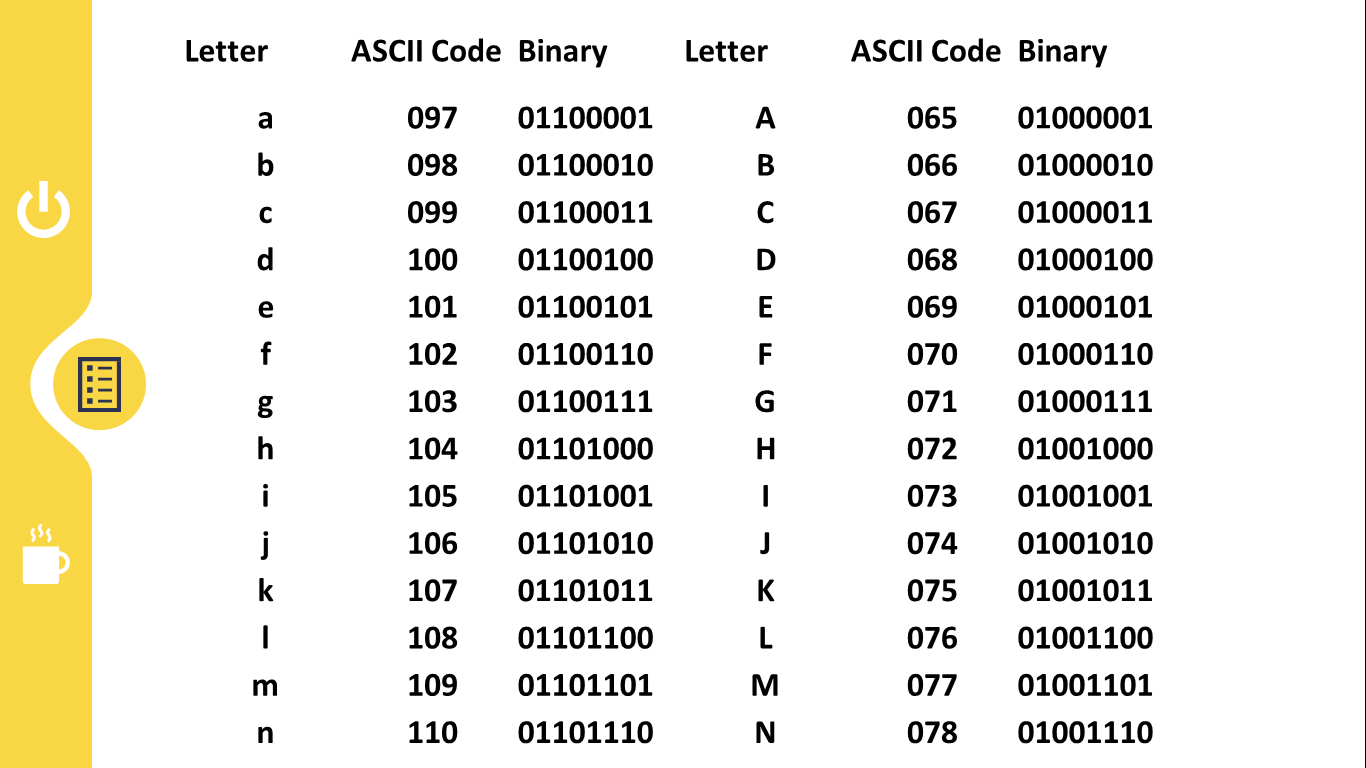 Letter ASCII Code Binary Letter ASCII Code Binary
a 097 01100001 A 065 01000001
b 098 01100010 B 066 01000010
c 099 01100011 C 067 01000011
d 100 01100100 D 068 01000100
e 101 01100101 E 069 01000101
f 102 01100110 F 070 01000110
g 103 01100111 G 071 01000111
h 104 01101000 H 072 01001000
i 105 01101001 I 073 01001001
j 106 01101010 J 074 01001010
k 107 01101011 K 075 01001011
l 108 01101100 L 076 01001100
m 109 01101101 M 077 01001101
n 110 01101110 N 078 01001110